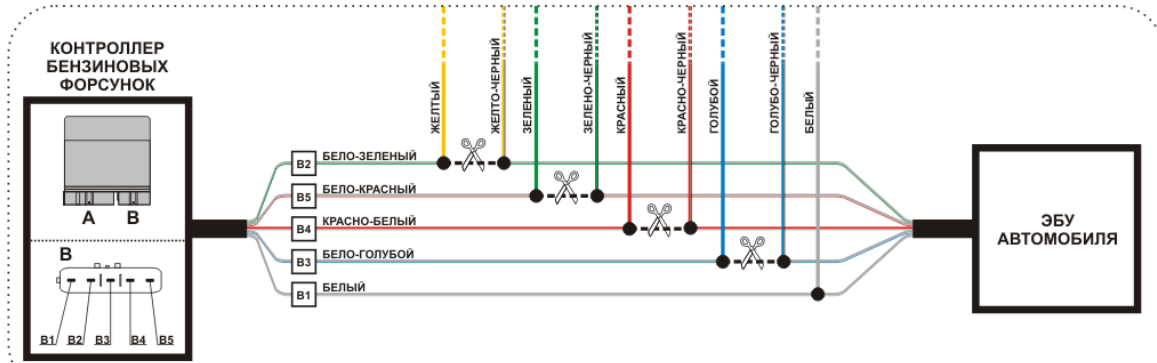 КОНТРОЛЛЕР
БЕНЗИНОВЫХ
ФОРСУНОК
A B
B
B1 B2 B3 B4 B5
ЖЕЛТЫЙ
ЖЕЛТО-ЧЕРНЫЙ
ЗЕЛЕНЫЙ
ЗЕЛЕНО-ЧЕРНЫЙ
КРАСНЫЙ
КРАСНО-ЧЕРНЫЙ
ГОЛУБОЙ
ГОЛУБО-ЧЕРНЫЙ
БЕЛЫЙ
B2 БЕЛО-ЗЕЛЕНЫЙ
B5 БЕЛО-КРАСНЫЙ
B4 КРАСНО-БЕЛЫЙ
B3 БЕЛО-ГОЛУБОЙ
B1 БЕЛЫЙ
ЭБУ
АВТОМОБИЛЯ